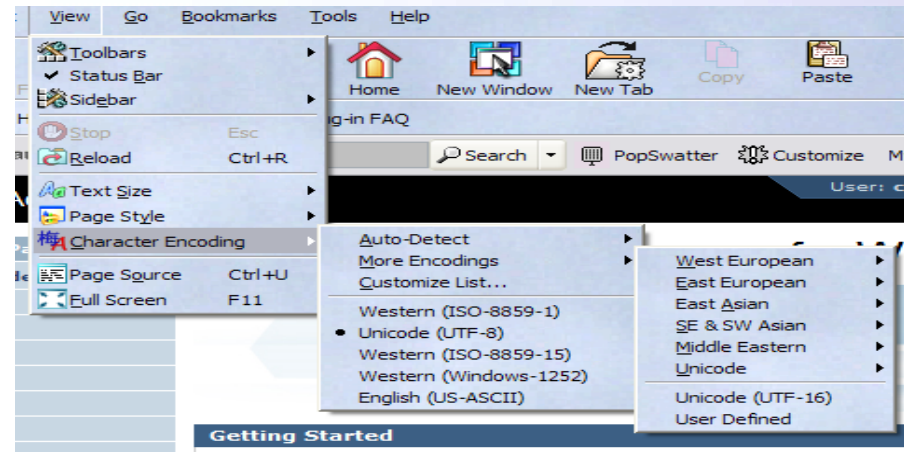 View Go Bookmarks Tools Help
Toolbars
Status Bar
Sidebar
Stop Esc
Reload Ctrl+R
Text Size
Page Style
Character Encoding
Page Source Ctrl+U
Full Screen F11
Home New Window New Tab Copy Paste
g-in FAQ
Search PopSwatter Customize M
User: c
Auto-Detect
More Encodings
Customize List...
Western (ISO-8859-1)
Unicode (UTF-8)
Western (ISO-8859-15)
Western (Windows-1252)
English (US-ASCII)
West European
East European
East Asian
SE & SW Asian
Middle Eastern
Unicode
Unicode (UTF-16)
User Defined
Getting Started